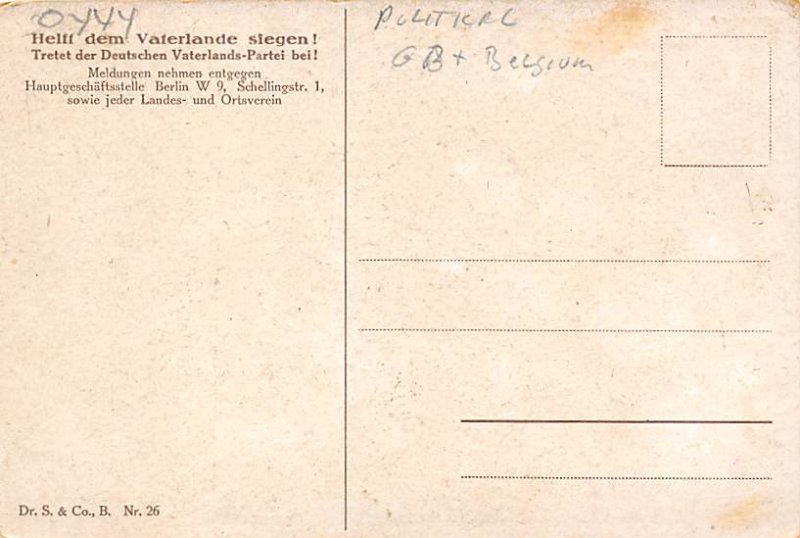 0444
Helft dem Vaterlande siegen!
Tretet der Deutschen Vaterlands-Partei bei!
Meldungen nehmen entgegen
Hauptgeschäftsstelle Berlin W 9, Schellingstr. 1,
sowie jeder Landes- und Ortsverein
POLITICAL
GB + Belgium
Dr. S. & Co., B. Nr. 26